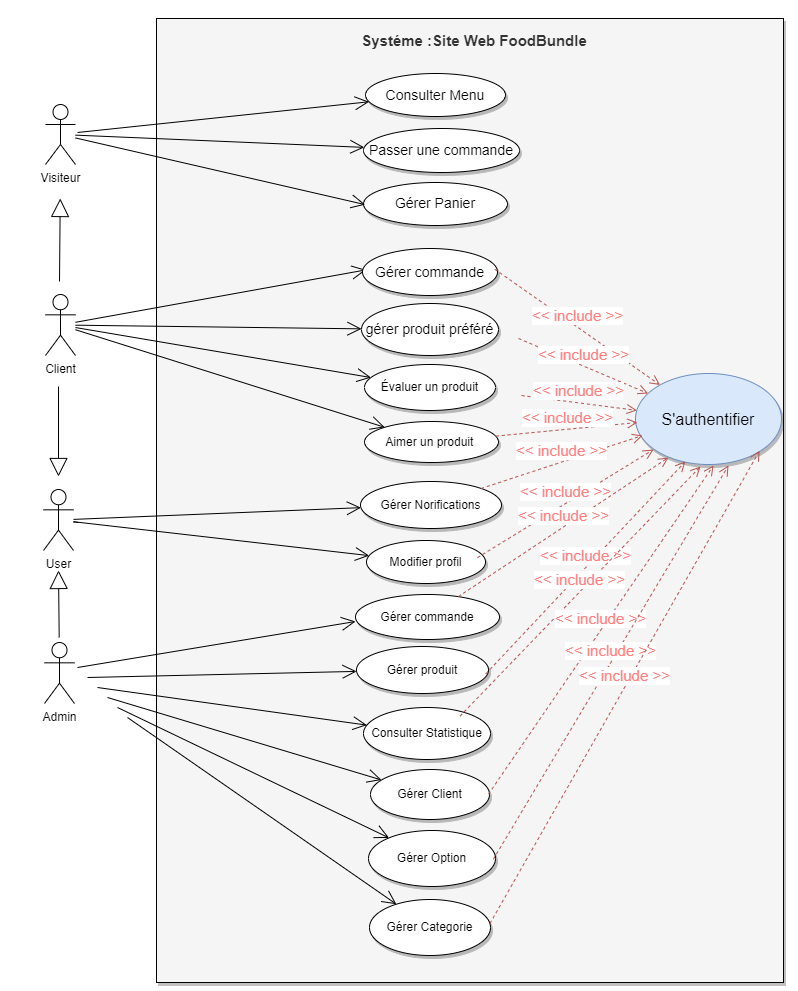 Systéme :Site Web FoodBundle
Consulter Menu
Passer une commande
Visiteur
Gérer Panier
Gérer commande
<< include >>
gérer produit préféré
<< include >>
Client
Évaluer un produit
<< include >>
S'authentifier
<< include >>
Aimer un produit
<< include >>
<< include >>
Gérer Norifications
<< include >>
User
Modifier profil
<< include >>
<< include >>
Gérer commande
<< include >>
<< include >>
Gérer produit
<< include >>
Admin
Consulter Statistique
Gérer Client
Gérer Option
Gérer Categorie